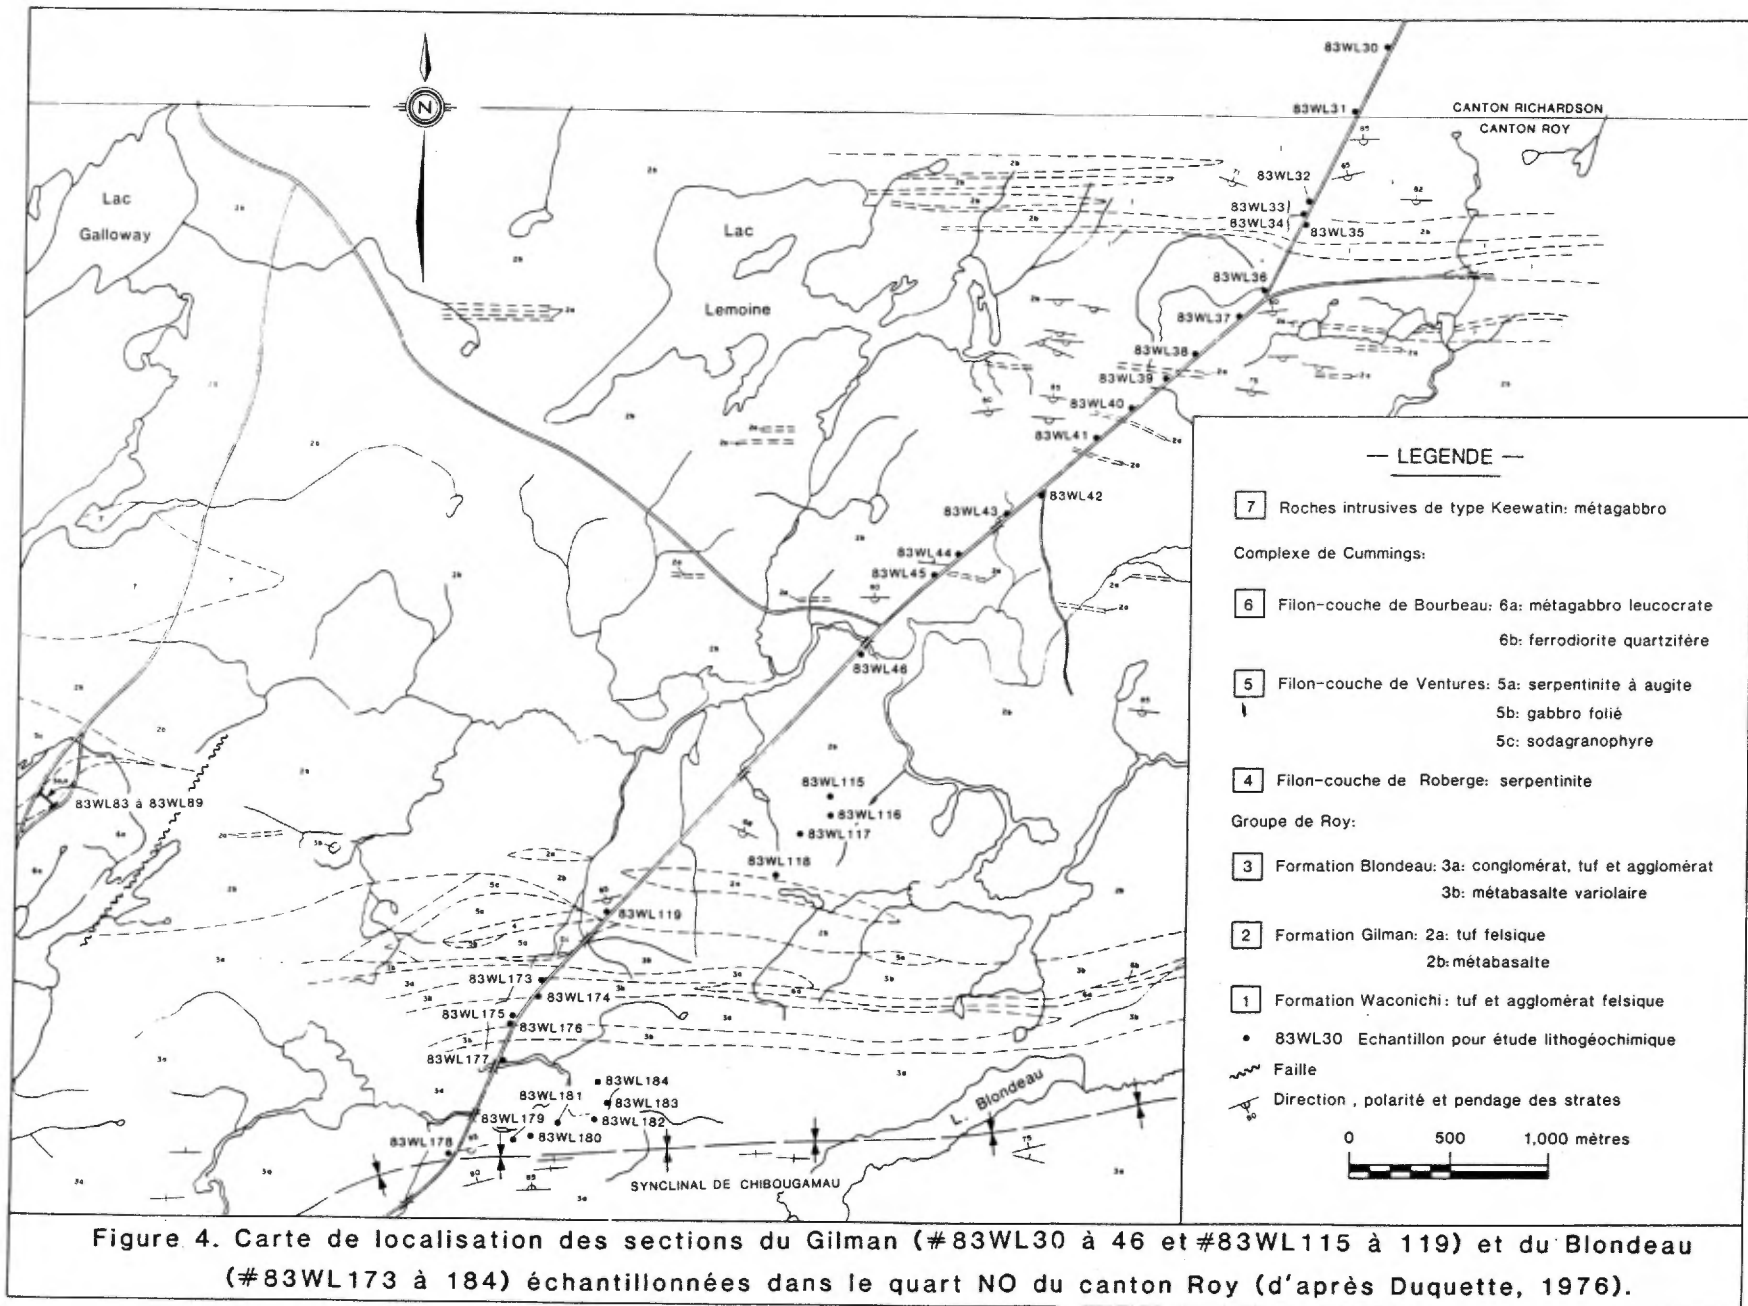 83WL30
N
83WL31
CANTON RICHARDSON
CANTON ROY
83WL32
83WL33
83WL34
83WL35
Lac
Galloway
Lac
Lemoine
83WL36
83WL37
83WL38
83WL39
83WL40
83WL41
83WL42
83WL43
83WL44
83WL45
83WL46
83WL83 à 83WL89
83WL115
83WL116
83WL117
83WL118
83WL119
83WL173
83WL174
83WL175
83WL176
83WL177
83WL184
83WL181
83WL183
83WL179
83WL182
83WL180
83WL178
L. Blondeau
SYNCLINAL DE CHIBOUGAMAU
— LEGENDE —
7 Roches intrusives de type Keewatin: métagabbro
Complexe de Cummings:
6 Filon-couche de Bourbeau: 6a: métagabbro leucocrate
6b: ferrodiorite quartzifère
5 Filon-couche de Ventures: 5a: serpentinite à augite
5b: gabbro folié
5c: sodagranophyre
4 Filon-couche de Roberge: serpentinite
Groupe de Roy:
3 Formation Blondeau: 3a: conglomérat, tuf et agglomérat
3b: métabasalte variolaire
2 Formation Gilman: 2a: tuf felsique
2b: métabasalte
1 Formation Waconichi: tuf et agglomérat felsique
• 83WL30 Echantillon pour étude lithogéochimique
Faille
80 Direction, polarité et pendage des strates
0 500 1,000 mètres
Figure 4. Carte de localisation des sections du Gilman (#83WL30 à 46 et #83WL115 à 119) et du Blondeau
(#83WL173 à 184) échantillonnées dans le quart NO du canton Roy (d'après Duquette, 1976).